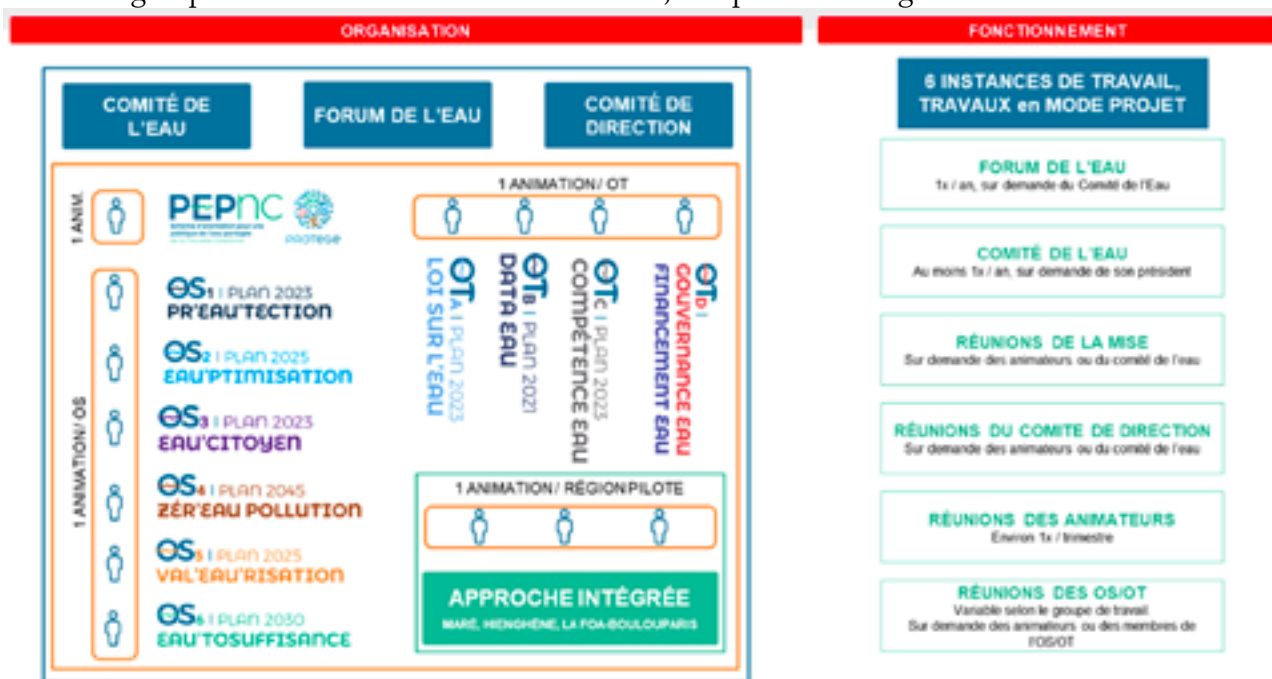 ORGANISATION
COMITÉ DE
L'EAU
FORUM DE L'EAU
COMITÉ DE
DIRECTION
1 ANIM.
PEPNC
PROTEGE
1 ANIMATION/ OT
1 ANIMATION/ OS
OS1 I PLAN 2023
PR'EAU'TECTION
OS2 I PLAN 2025
EAU'PTIMISATION
OS3 I PLAN 2023
EAU'CITOYEN
OS4 I PLAN 2045
ZÉR'EAU POLLUTION
OS5 I PLAN 2025
VAL'EAU'RISATION
OS6 I PLAN 2030
EAU'TOSUFFISANCE
OTA I PLAN 2023
LOI SUR L'EAU
OTB I PLAN 2021
DATA EAU
OTC I PLAN 2023
COMPÉTENCE EAU
OTD I
GOUVERNANCE EAU
FINANCEMENT EAU
1 ANIMATION/ RÉGION PILOTE
APPROCHE INTÉGRÉE
MARÉ, HIENGHÈNE, LA FOA-BOULOUPARIS
FONCTIONNEMENT
6 INSTANCES DE TRAVAIL,
TRAVAUX en MODE PROJET
FORUM DE L'EAU
1x / an, sur demande du Comité de l'Eau
COMITÉ DE L'EAU
Au moins 1x / an, sur demande de son président
RÉUNIONS DE LA MISE
Sur demande des animateurs ou du comité de l'eau
RÉUNIONS DU COMITE DE DIRECTION
Sur demande des animateurs ou du comité de l'eau
RÉUNIONS DES ANIMATEURS
Environ 1x / trimestre
RÉUNIONS DES OS/OT
Variable selon le groupe de travail
Sur demande des animateurs ou des membres de
l'OS/OT